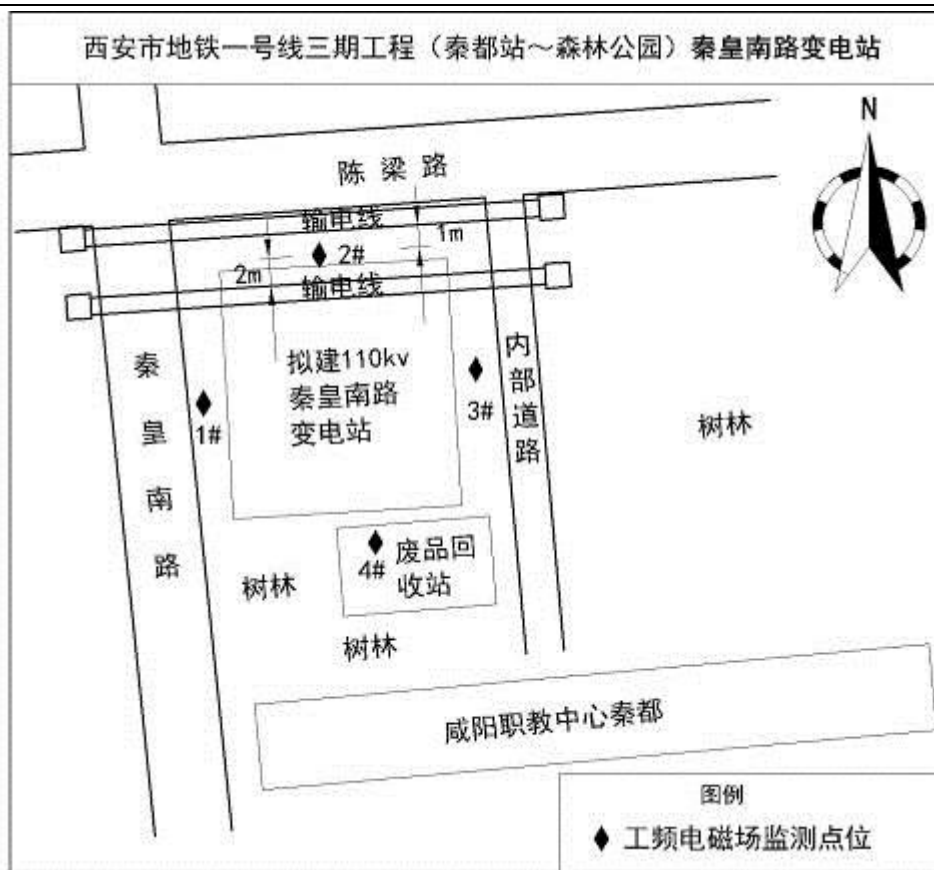 西安市地铁一号线三期工程（秦都站～森林公园）秦皇南路变电站
N
陈梁路
输电线
1m
2#
2m
输电线
拟建110kv
秦皇南路
变电站
秦皇南路
1#
3#
内部道路
树林
4#
废品回
收站
树林
树林
咸阳职教中心秦都
图例
工频电磁场监测点位